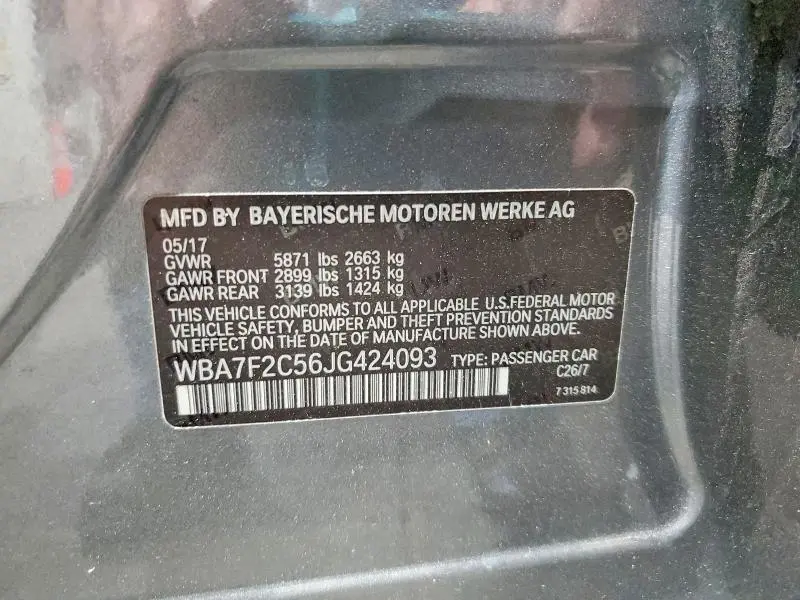 MFD BY BAYERISCHE MOTOREN WERKE AG
05/17
GVWR 5871 lbs 2663 kg
GAWR FRONT 2899 lbs 1315 kg
GAWR REAR 3139 lbs 1424 kg
THIS VEHICLE CONFORMS TO ALL APPLICABLE U.S.FEDERAL MOTOR
VEHICLE SAFETY, BUMPER AND THEFT PREVENTION STANDARDS
IN EFFECT ON THE DATE OF MANUFACTURE SHOWN ABOVE.
WBA7F2C56JG424093 TYPE: PASSENGER CAR
C26/7
7 315 814